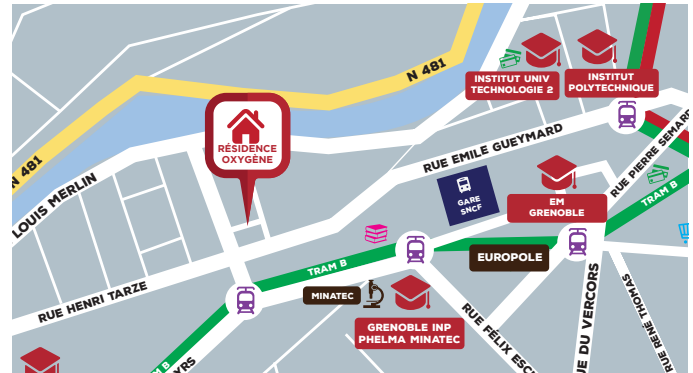 N 481
INSTITUT UNIV
TECHNOLOGIE 2
INSTITUT
POLYTECHNIQUE
RÉSIDENCE
OXYGÈNE
RUE EMILE GUEYMARD
RUE PIERRE SEMARD
N 481
LOUIS MERLIN
GARE
SNCF
EM
GRENOBLE
TRAM B
EUROPOLE
TRAM B
MINATEC
RUE HENRI TARZE
GRENOBLE INP
PHELMA MINATEC
RUE FÉLIX ESC
UE DU VERCORS
RUE RENÉ THOMAS
M B
YRS